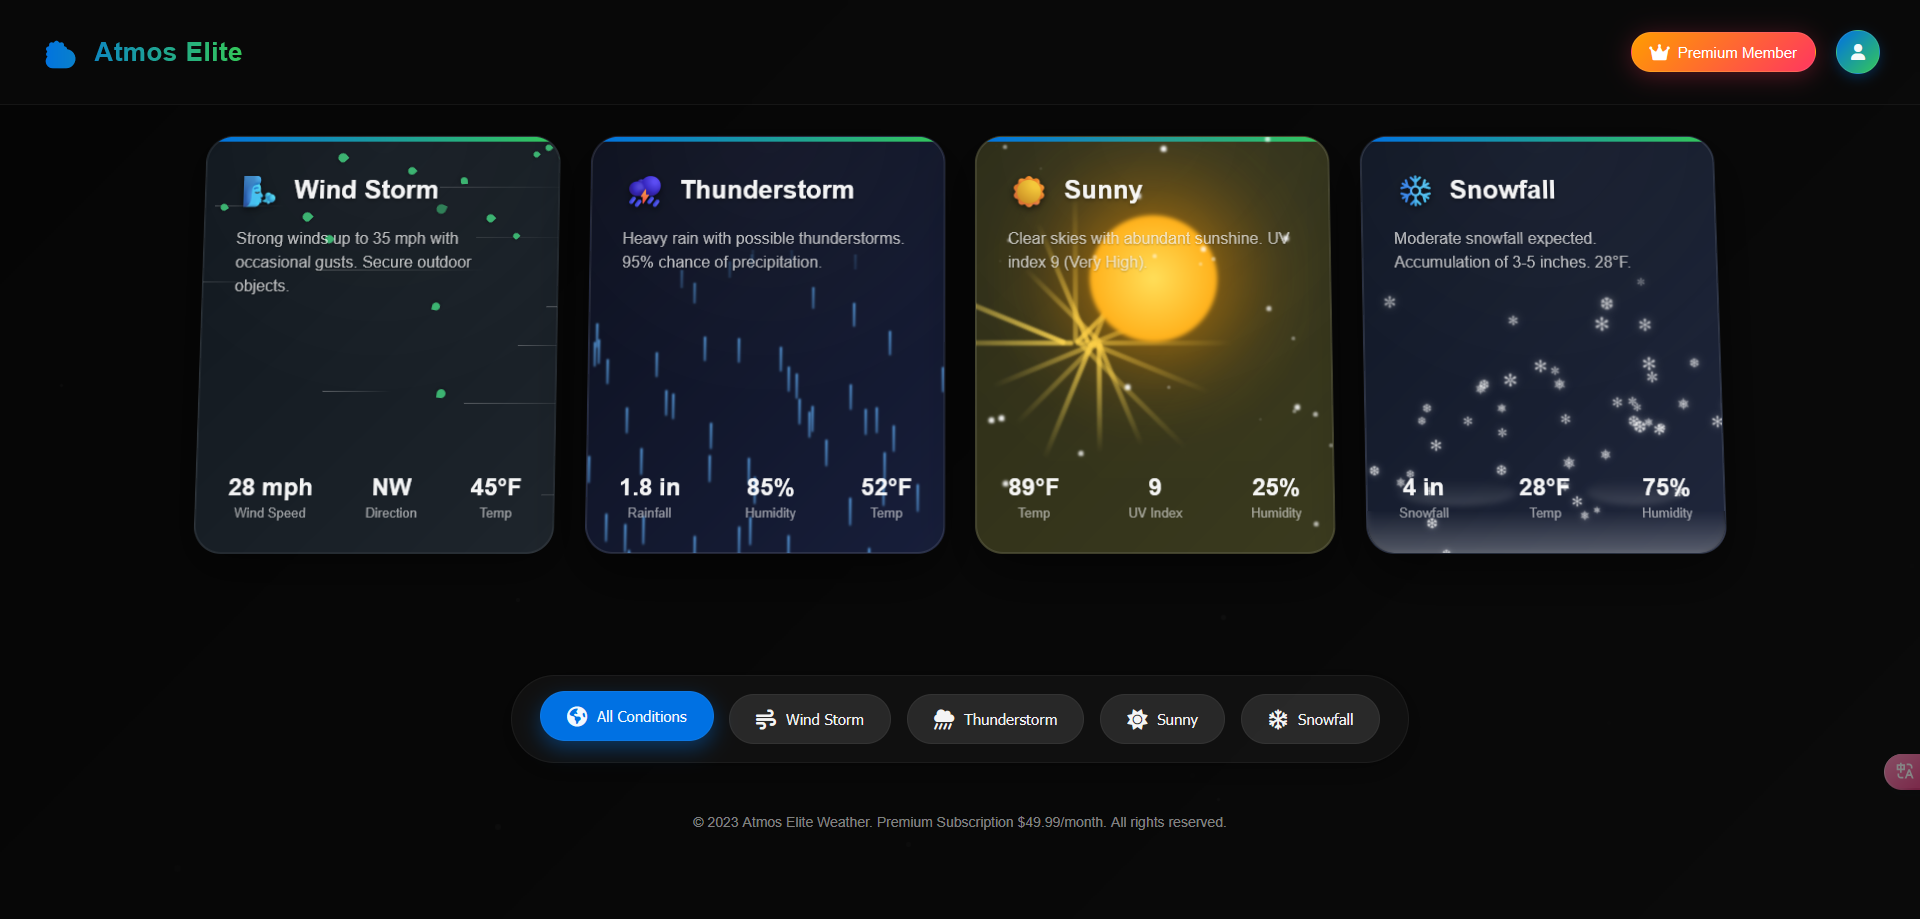 Atmos Elite
Premium Member
Wind Storm
Strong winds up to 35 mph with
occasional gusts. Secure outdoor
objects.
28 mph
Wind Speed
NW
Direction
45°F
Temp
Thunderstorm
Heavy rain with possible thunderstorms.
95% chance of precipitation.
1.8 in
Rainfall
85%
Humidity
52°F
Temp
Sunny
Clear skies with abundant sunshine. UV
index 9 (Very High).
89°F
Temp
9
UV Index
25%
Humidity
Snowfall
Moderate snowfall expected.
Accumulation of 3-5 inches. 28°F.
4 in
Snowfall
28°F
Temp
75%
Humidity
All Conditions
Wind Storm
Thunderstorm
Sunny
Snowfall
© 2023 Atmos Elite Weather. Premium Subscription $49.99/month. All rights reserved.